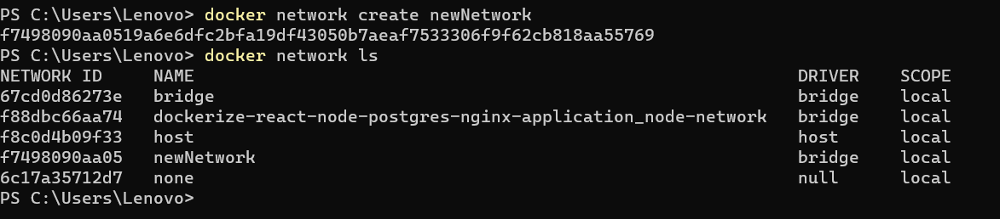 PS C:\Users\Lenovo> docker network create newNetwork
f7498090aa0519a6e6dfc2bfa19df43050b7aeaf7533306f9f62cb818aa55769
PS C:\Users\Lenovo> docker network ls
NETWORK ID     NAME                                                           DRIVER    SCOPE
67cd0d86273e   bridge                                                         bridge    local
f88dbc66aa74   dockerize-react-node-postgres-nginx-application_node-network   bridge    local
f8c0d4b09f33   host                                                           host      local
f7498090aa05   newNetwork                                                     bridge    local
6c17a35712d7   none                                                           null      local
PS C:\Users\Lenovo>